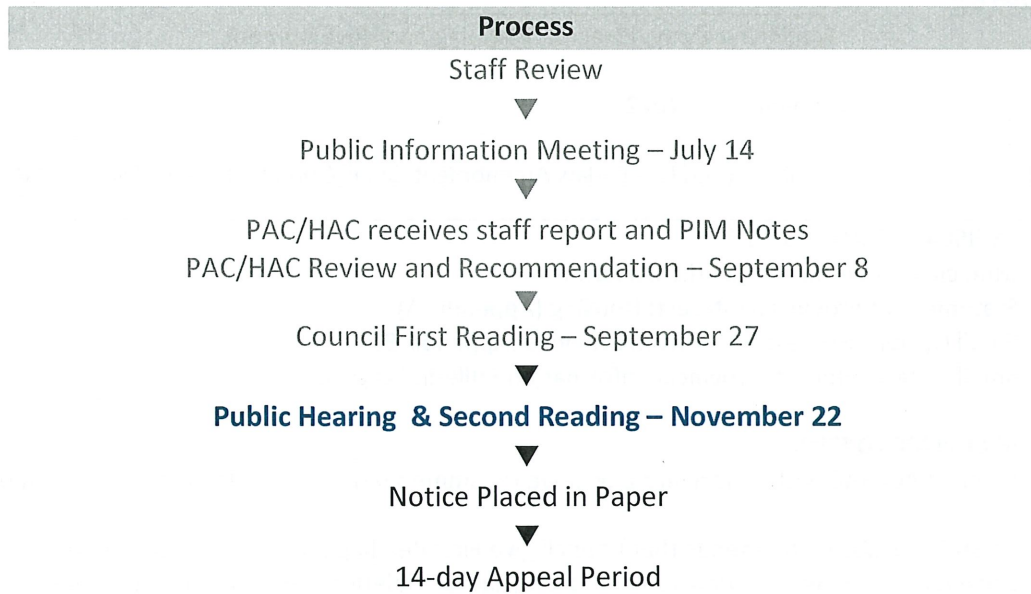 Process
Staff Review
Public Information Meeting – July 14
PAC/HAC receives staff report and PIM Notes
PAC/HAC Review and Recommendation – September 8
Council First Reading – September 27
Public Hearing & Second Reading – November 22
Notice Placed in Paper
14-day Appeal Period